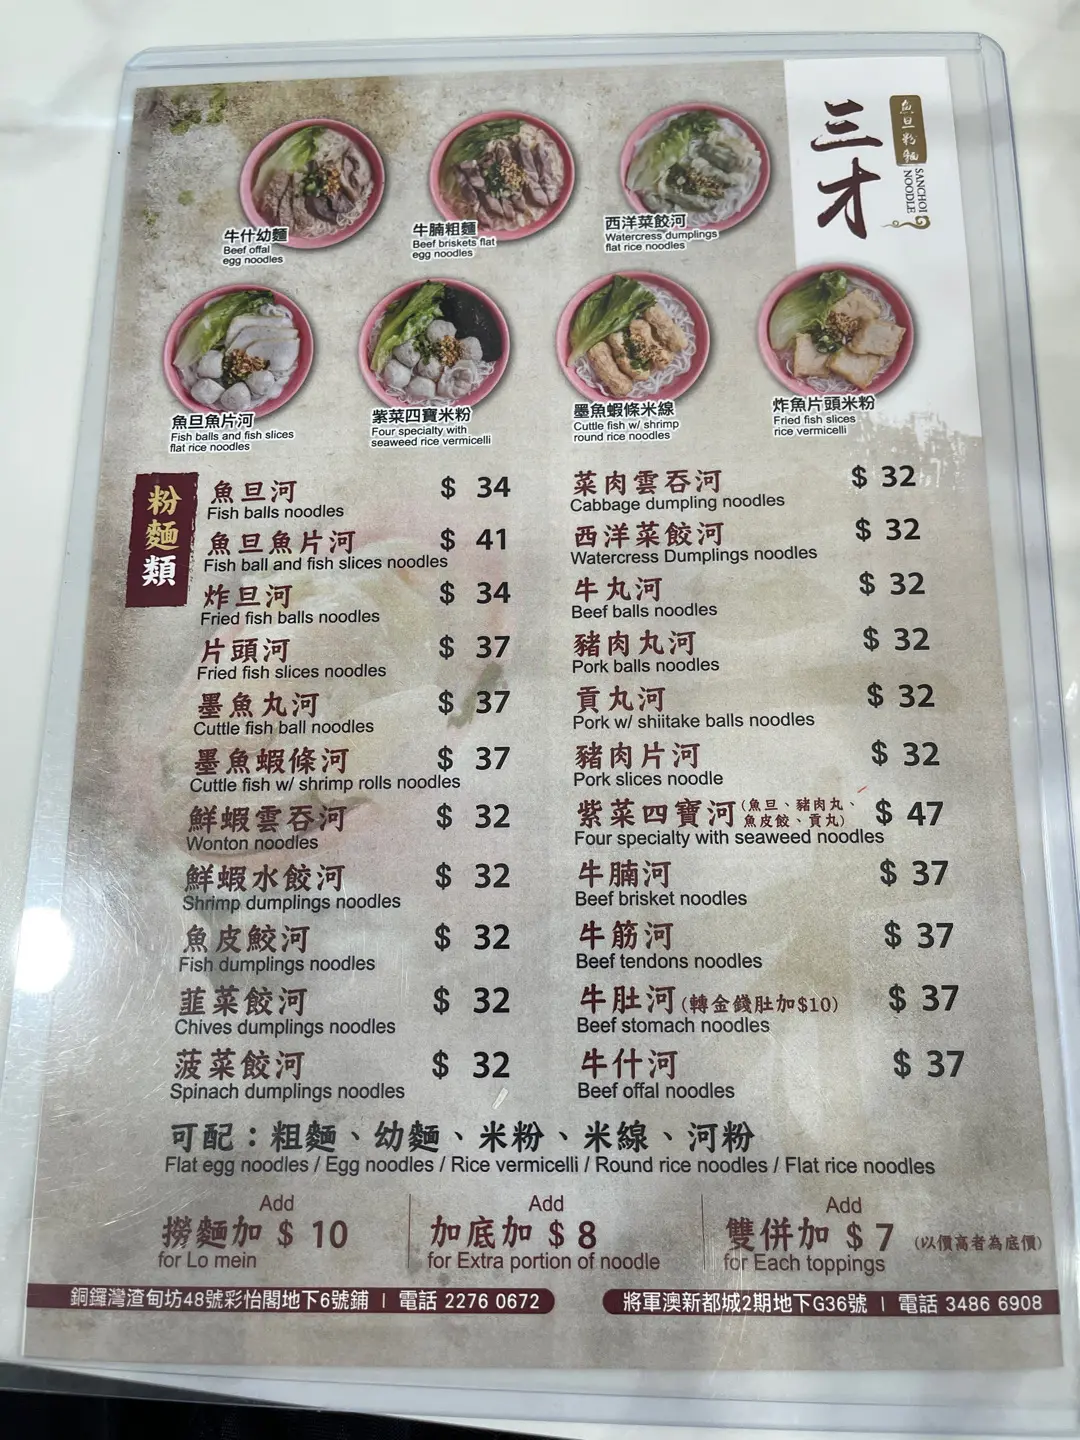 三才
魚旦粉麵
SANCHOI
NOODLE
牛什幼麵
Beef offal
egg noodles
牛腩粗麵
Beef briskets flat
egg noodles
西洋菜餃河
Watercress dumplings
flat rice noodles
魚旦魚片河
Fish balls and fish slices
flat rice noodles
紫菜四寶米粉
Four specialty with
seaweed rice vermicelli
墨魚蝦條米線
Cuttle fish w/ shrimp
round rice noodles
炸魚片頭米粉
Fried fish slices
rice vermicelli
粉麵類
魚旦河 $ 34
Fish balls noodles
魚旦魚片河 $ 41
Fish ball and fish slices noodles
炸旦河 $ 34
Fried fish balls noodles
片頭河 $ 37
Fried fish slices noodles
墨魚丸河 $ 37
Cuttle fish ball noodles
墨魚蝦條河 $ 37
Cuttle fish w/ shrimp rolls noodles
鮮蝦雲吞河 $ 32
Wonton noodles
鮮蝦水餃河 $ 32
Shrimp dumplings noodles
魚皮鮫河 $ 32
Fish dumplings noodles
韮菜餃河 $ 32
Chives dumplings noodles
菠菜餃河 $ 32
Spinach dumplings noodles
菜肉雲吞河 $ 32
Cabbage dumpling noodles
西洋菜餃河 $ 32
Watercress Dumplings noodles
牛丸河 $ 32
Beef balls noodles
豬肉丸河 $ 32
Pork balls noodles
貢丸河 $ 32
Pork w/ shiitake balls noodles
豬肉片河 $ 32
Pork slices noodle
紫菜四寶河(魚旦、豬肉丸、魚皮餃、貢丸) $ 47
Four specialty with seaweed noodles
牛腩河 $ 37
Beef brisket noodles
牛筋河 $ 37
Beef tendons noodles
牛肚河(轉金錢肚加$10) $ 37
Beef stomach noodles
牛什河 $ 37
Beef offal noodles
可配：粗麵、幼麵、米粉、米線、河粉
Flat egg noodles / Egg noodles / Rice vermicelli / Round rice noodles / Flat rice noodles
Add
撈麵加 $ 10
for Lo mein
Add
加底加 $ 8
for Extra portion of noodle
Add
雙併加 $ 7 (以價高者為底價)
for Each toppings
銅鑼灣渣甸坊48號彩怡閣地下6號鋪 | 電話 2276 0672
將軍澳新都城2期地下G36號 | 電話 3486 6908